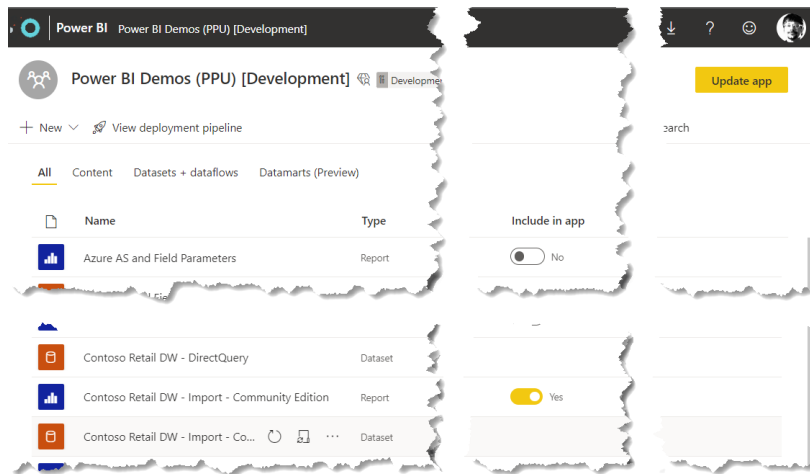 Power BI Power BI Demos (PPU) [Development]
Power BI Demos (PPU) [Development]
Update app
New View deployment pipeline
All Content Datasets + dataflows Datamarts (Preview)
Name Type Include in app
Azure AS and Field Parameters Report No
Contoso Retail DW - DirectQuery Dataset
Contoso Retail DW - Import - Community Edition Report Yes
Contoso Retail DW - Import - Co... Dataset